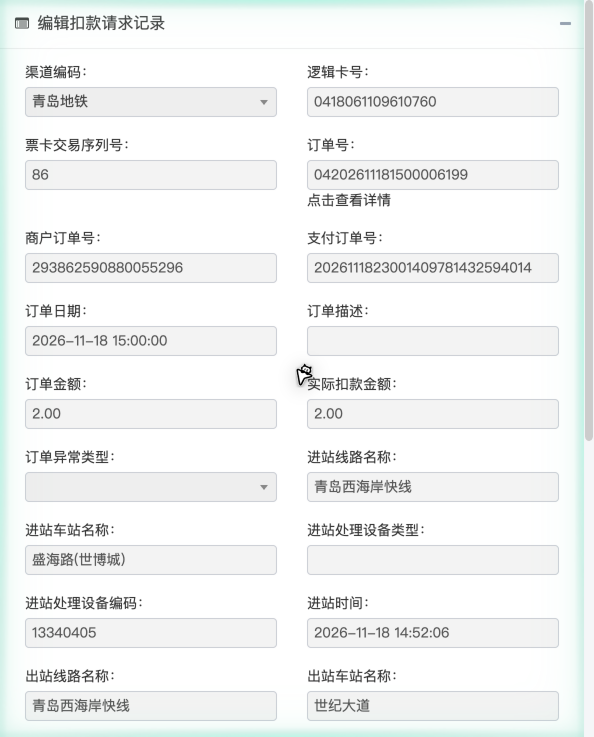 编辑扣款请求记录
渠道编码：
逻辑卡号：
青岛地铁
0418061109610760
票卡交易序列号：
订单号：
86
04202611181500006199
点击查看详情
商户订单号：
支付订单号：
293862590880055296
2026111823001409781432594014
订单日期：
订单描述：
2026-11-18 15:00:00
订单金额：
实际扣款金额：
2.00
2.00
订单异常类型：
进站线路名称：
青岛西海岸快线
进站车站名称：
进站处理设备类型：
盛海路(世博城)
进站处理设备编码：
进站时间：
13340405
2026-11-18 14:52:06
出站线路名称：
出站车站名称：
青岛西海岸快线
世纪大道